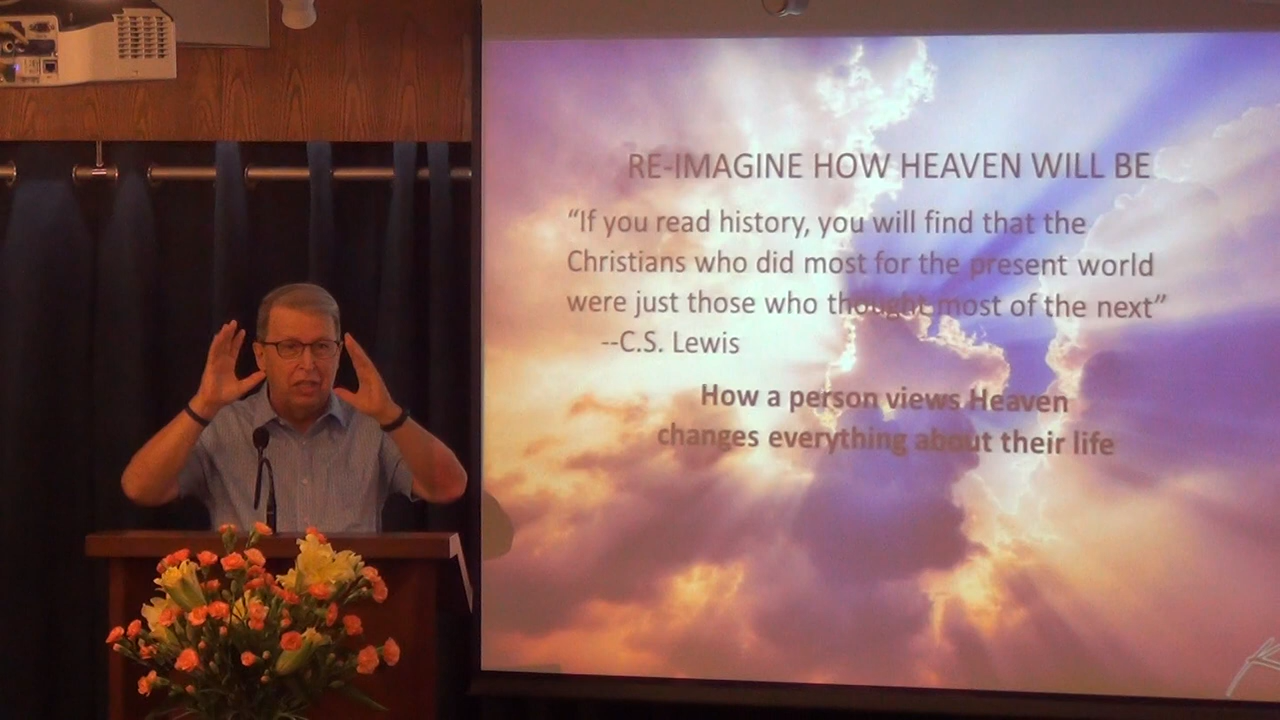 RE-IMAGINE HOW HEAVEN WILL BE
“If you read history, you will find that the
Christians who did most for the present world
were just those who thought most of the next”
--C.S. Lewis
How a person views Heaven
changes everything about their life